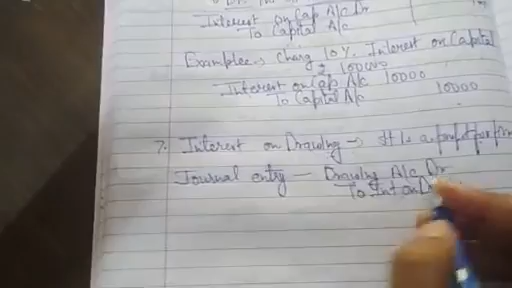 Interest on Cap A/c Dr
To Capital A/c
Example:- Charg 10%. Interest on Capital
100000
Interest on Cap A/c 10000
To Capital A/c 10000
7. Interest on Drawing → It is a profit for firm
Journal entry — Drawing A/c Dr
To Int on D